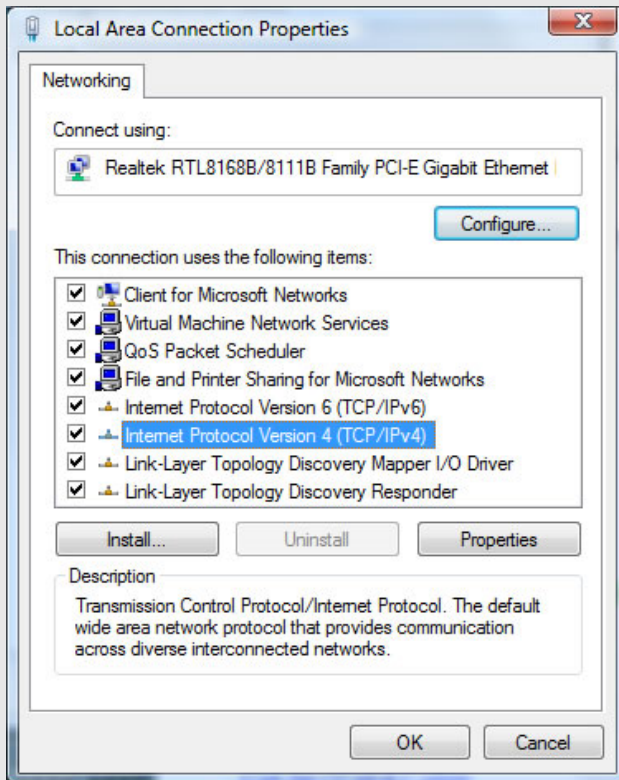 Local Area Connection Properties
Networking
Connect using:
Realtek RTL8168B/8111B Family PCI-E Gigabit Ethernet
Configure...
This connection uses the following items:
Client for Microsoft Networks
Virtual Machine Network Services
QoS Packet Scheduler
File and Printer Sharing for Microsoft Networks
Internet Protocol Version 6 (TCP/IPv6)
Internet Protocol Version 4 (TCP/IPv4)
Link-Layer Topology Discovery Mapper I/O Driver
Link-Layer Topology Discovery Responder
Install... Uninstall Properties
Description
Transmission Control Protocol/Internet Protocol. The default
wide area network protocol that provides communication
across diverse interconnected networks.
OK Cancel